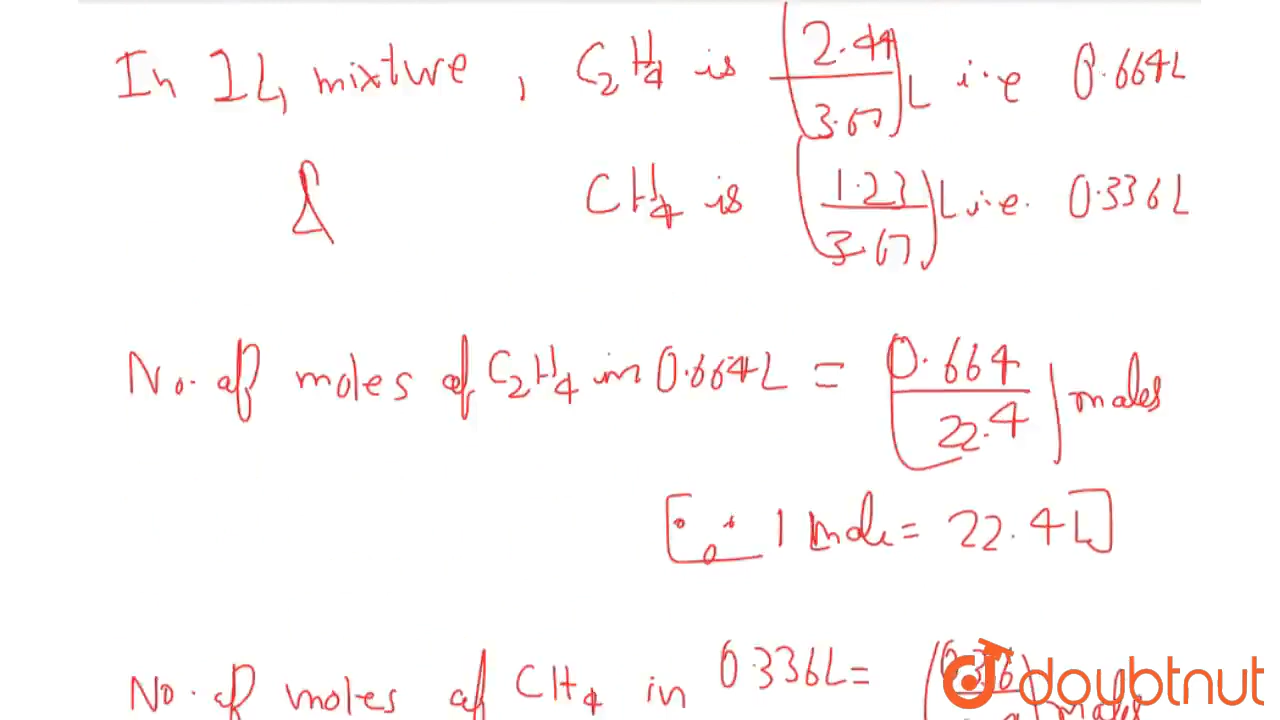 In 1L mixture, C₂H₄ is (2.44/3.67)L i.e 0.664L
& CH₄ is (1.23/3.67)L i.e. 0.336L
No. of moles of C₂H₄ in 0.664L = (0.664/22.4) moles
[∵ 1 mole = 22.4L]
No. of moles of CH₄ in 0.336L = moles
doubtnut